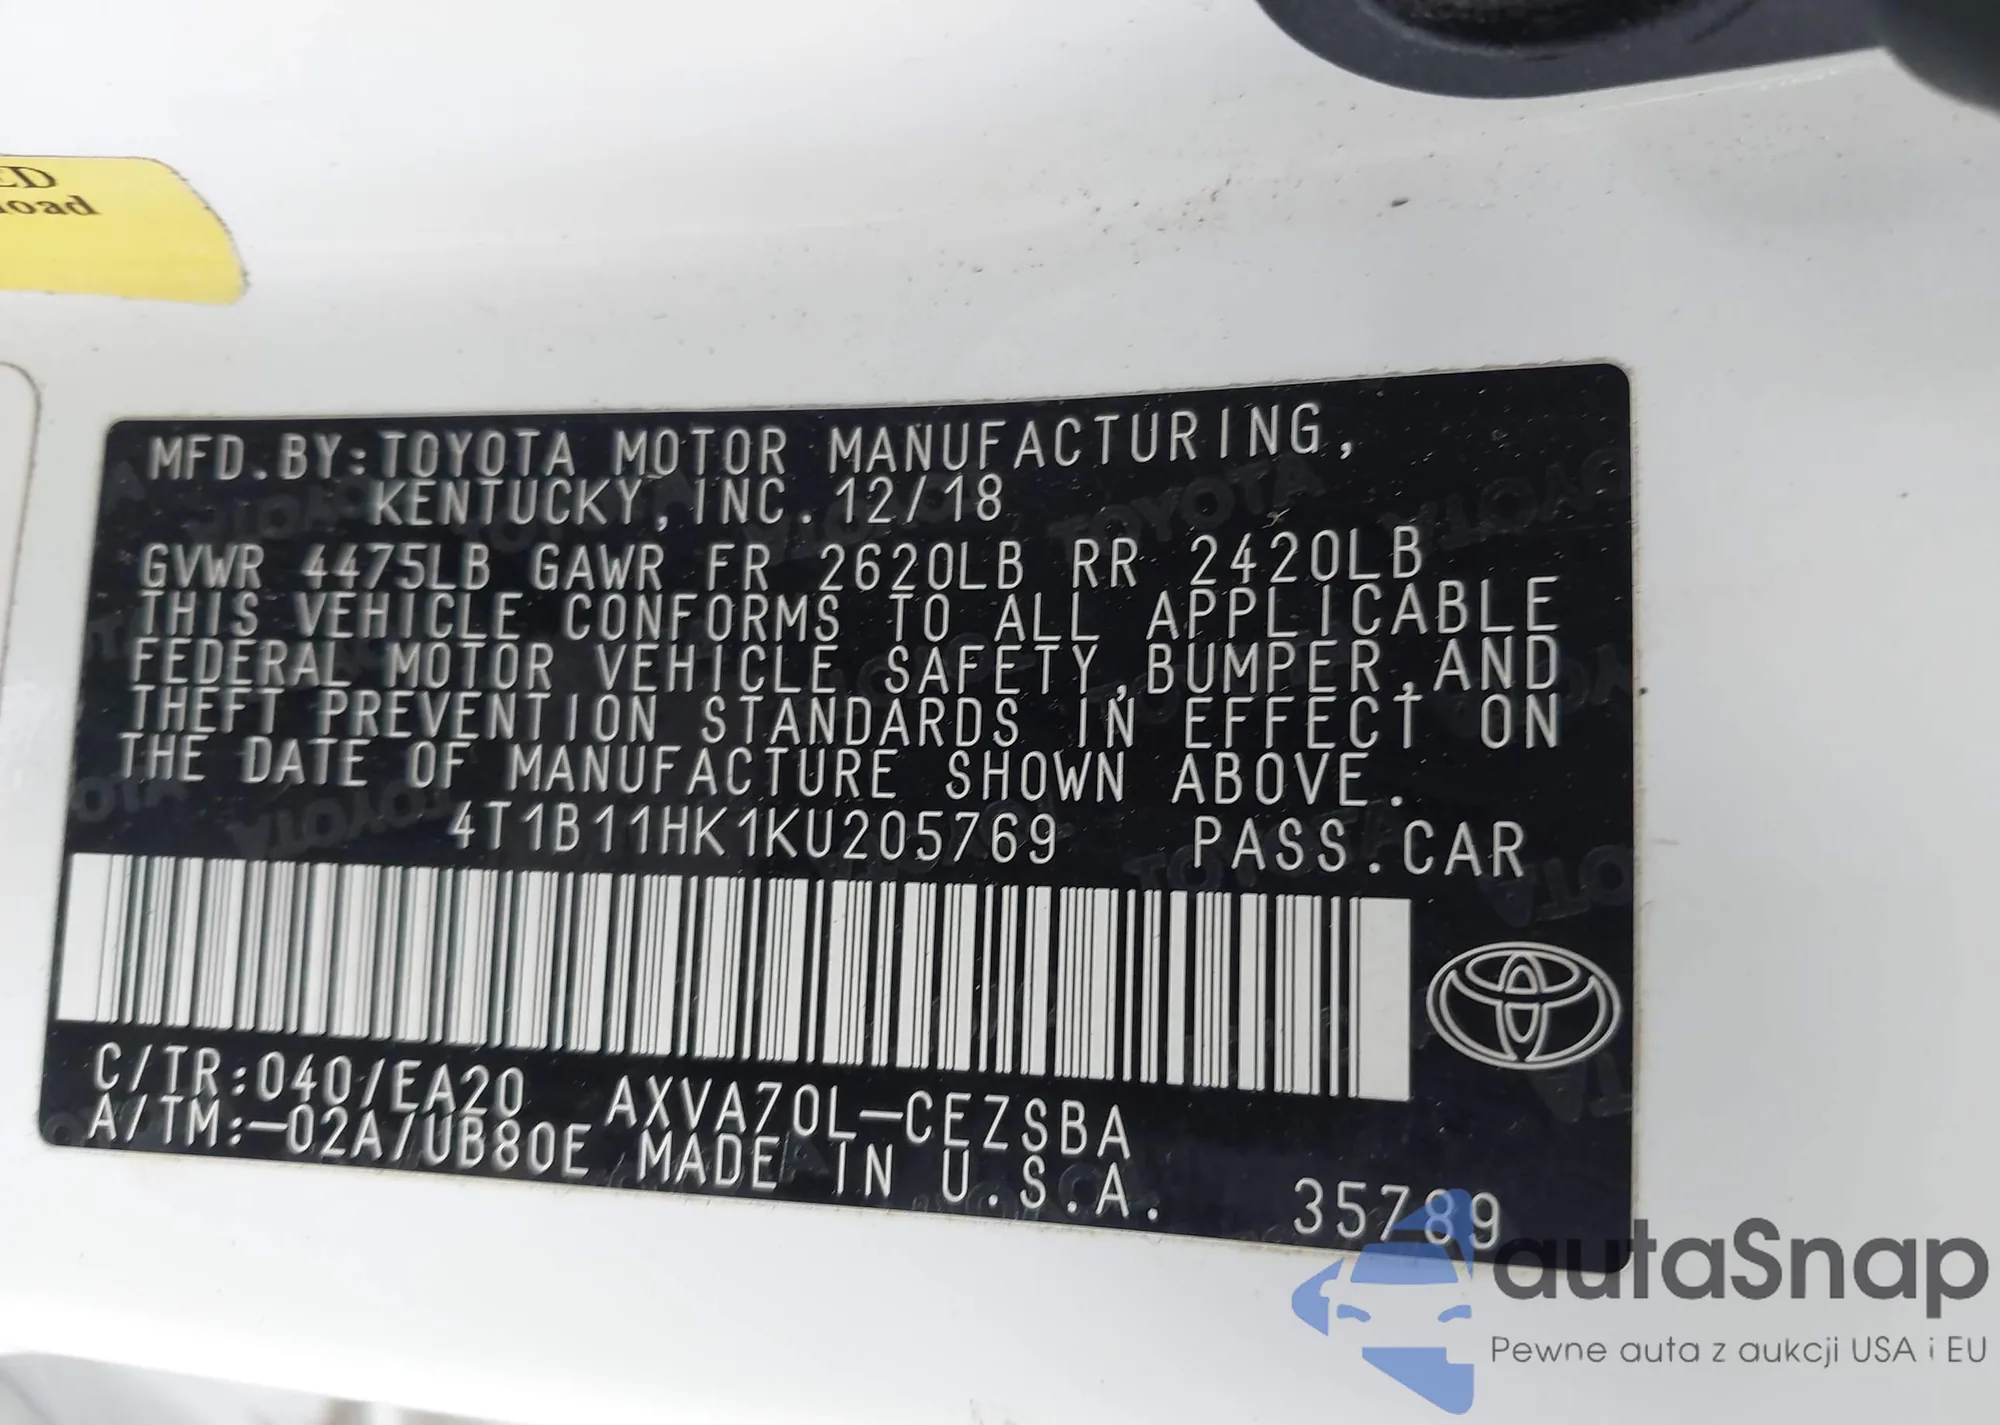 ED
load
MFD.BY:TOYOTA MOTOR MANUFACTURING,
KENTUCKY, INC. 12/18
GVWR 4475LB GAWR FR 2620LB RR 2420LB
THIS VEHICLE CONFORMS TO ALL APPLICABLE
FEDERAL MOTOR VEHICLE SAFETY,BUMPER,AND
THEFT PREVENTION STANDARDS IN EFFECT ON
THE DATE OF MANUFACTURE SHOWN ABOVE.
4T1B11HK1KU205769 PASS.CAR
C/TR:040/EA20 AXVA70L-CEZSBA
A/TM:-02A/UB80E MADE IN U.S.A. 35789
autoSnap
Pewne auta z aukcji USA i EU